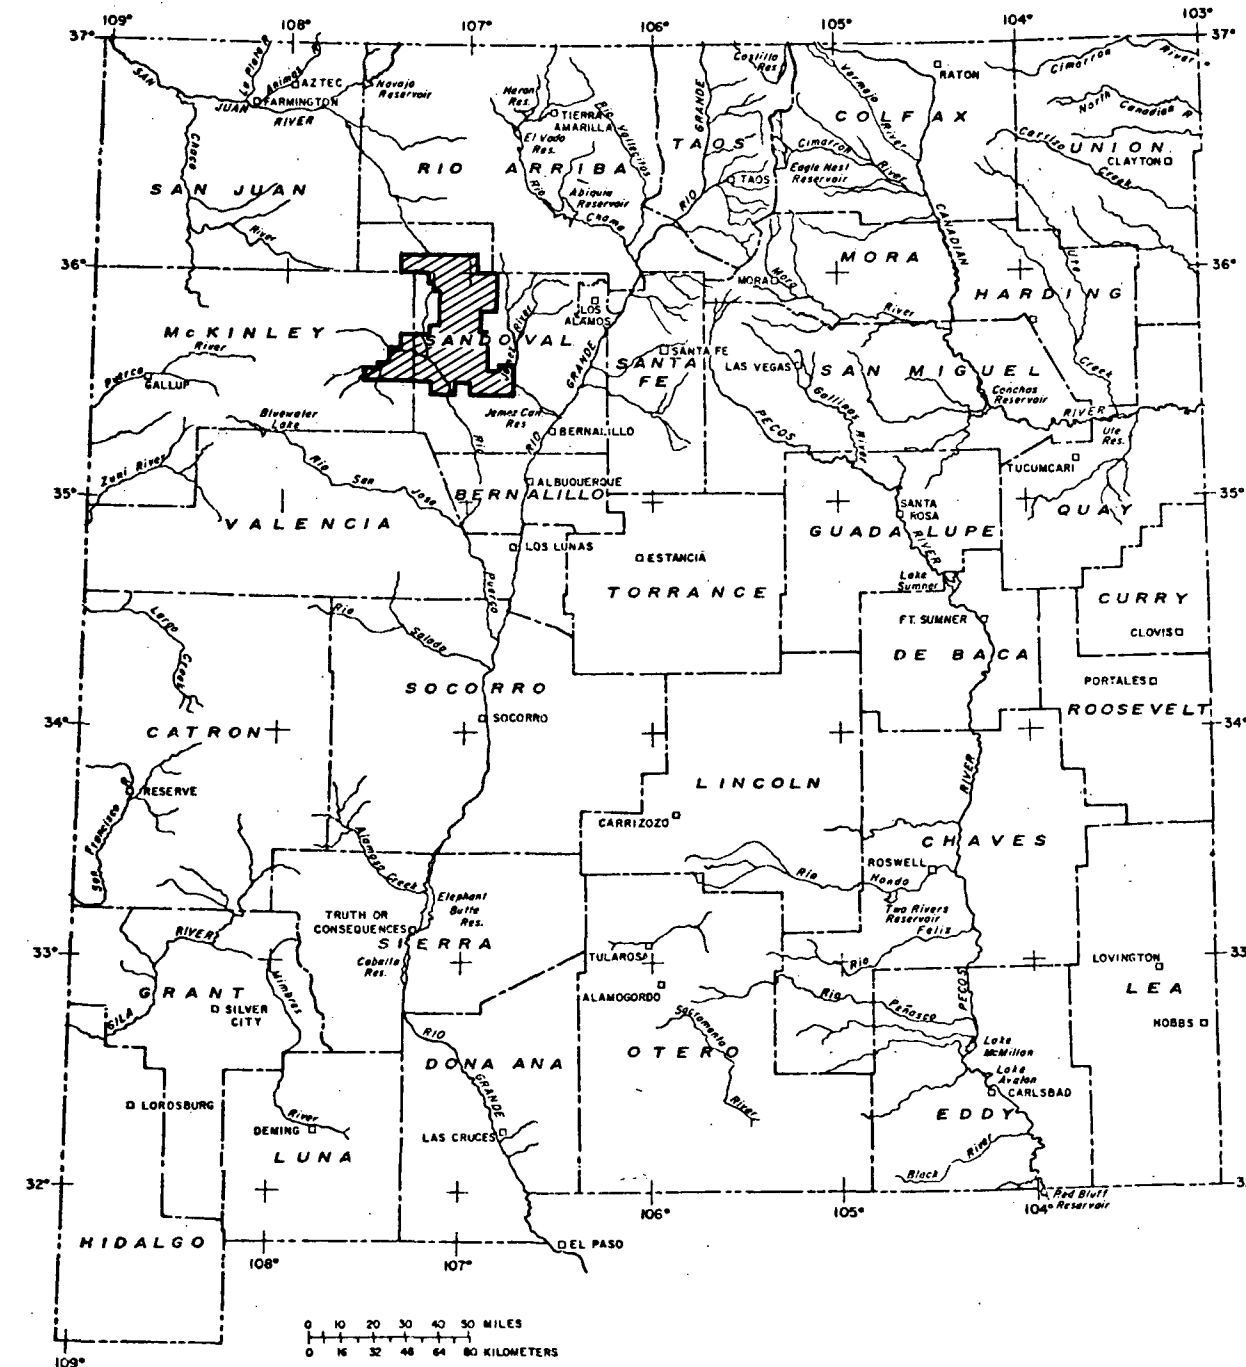 109°
108°
107°
106°
105°
104°
103°
37°
37°
SAN
JUAN
RIVER
La Plata R
Animas R
AZTEC
FARMINGTON
Navajo
Reservoir
Chaco
River
SAN JUAN
RIO ARRIBA
Heron
Res.
TIERRA
AMARILLA
El Vado
Res.
Rio Vallecitos
Abiquiu
Reservoir
Rio
Chama
Costilla
Res.
RIO GRANDE
TAOS
TAOS
Vermejo
River
RATON
COLFAX
Cimarron
River
Eagle Nest
Reservoir
CANADIAN
Cimarron
River
North
Canadian R
Carrizo
Creek
UNION
CLAYTON
36°
36°
MORA
MORA
Mora
River
HARDING
Ute
Creek
McKINLEY
River
Puerco
GALLUP
SANDOVAL
Jemez River
LOS
ALAMOS
SANTA FE
SANTA
FE
LAS VEGAS
Gallinas
River
SAN MIGUEL
Conchas
Reservoir
RIVER
Ute
Res.
Bluewater
Lake
Jemez Can.
Res
RIO GRANDE
BERNALILLO
PECOS
TUCUMCARI
Zuni River
Rio
San
Jose
Rio
ALBUQUERQUE
BERNALILLO
35°
35°
VALENCIA
SANTA
ROSA
QUAY
GUADALUPE
LOS LUNAS
ESTANCIA
RIVER
Lake
Sumner
Puerco
TORRANCE
CURRY
Largo
Creek
Rio
Salado
FT. SUMNER
CLOVIS
DE BACA
SOCORRO
PORTALES
34°
CATRON
SOCORRO
ROOSEVELT
34°
RESERVE
San Francisco R
LINCOLN
RIVER
CARRIZOZO
Alamosa Creek
CHAVES
ROSWELL
Rio
Hondo
Elephant
Butte
Res.
Two Rivers
Reservoir
TRUTH OR
CONSEQUENCES
SIERRA
Felix
Rio
33°
33°
RIVER
Caballo
Res.
TULAROSA
LOVINGTON
GRANT
Mimbres
ALAMOGORDO
PECOS
LEA
GILA
SILVER
CITY
Rio
Peñasco
Sacramento
River
HOBBS
RIO
GRANDE
OTERO
Lake
McMillan
DONA ANA
Lake
Avalon
CARLSBAD
LORDSBURG
River
DEMING
LAS CRUCES
EDDY
LUNA
River
Black
32°
3
Red Bluff
Reservoir
106°
105°
104°
HIDALGO
EL PASO
108°
107°
0 10 20 30 40 50 MILES
0 16 32 48 64 80 KILOMETERS
109°